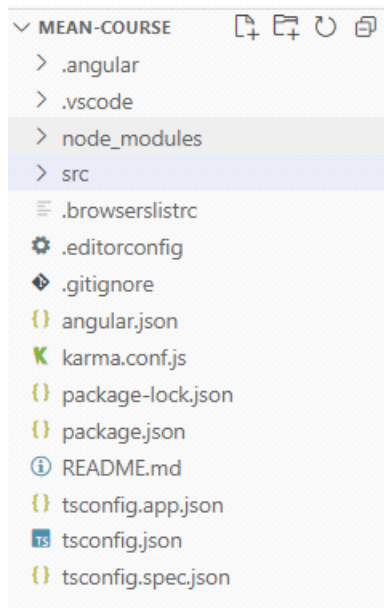 MEAN-COURSE
.angular
.vscode
node_modules
src
.browserslistrc
.editorconfig
.gitignore
{} angular.json
K karma.conf.js
{} package-lock.json
{} package.json
README.md
{} tsconfig.app.json
TS tsconfig.json
{} tsconfig.spec.json